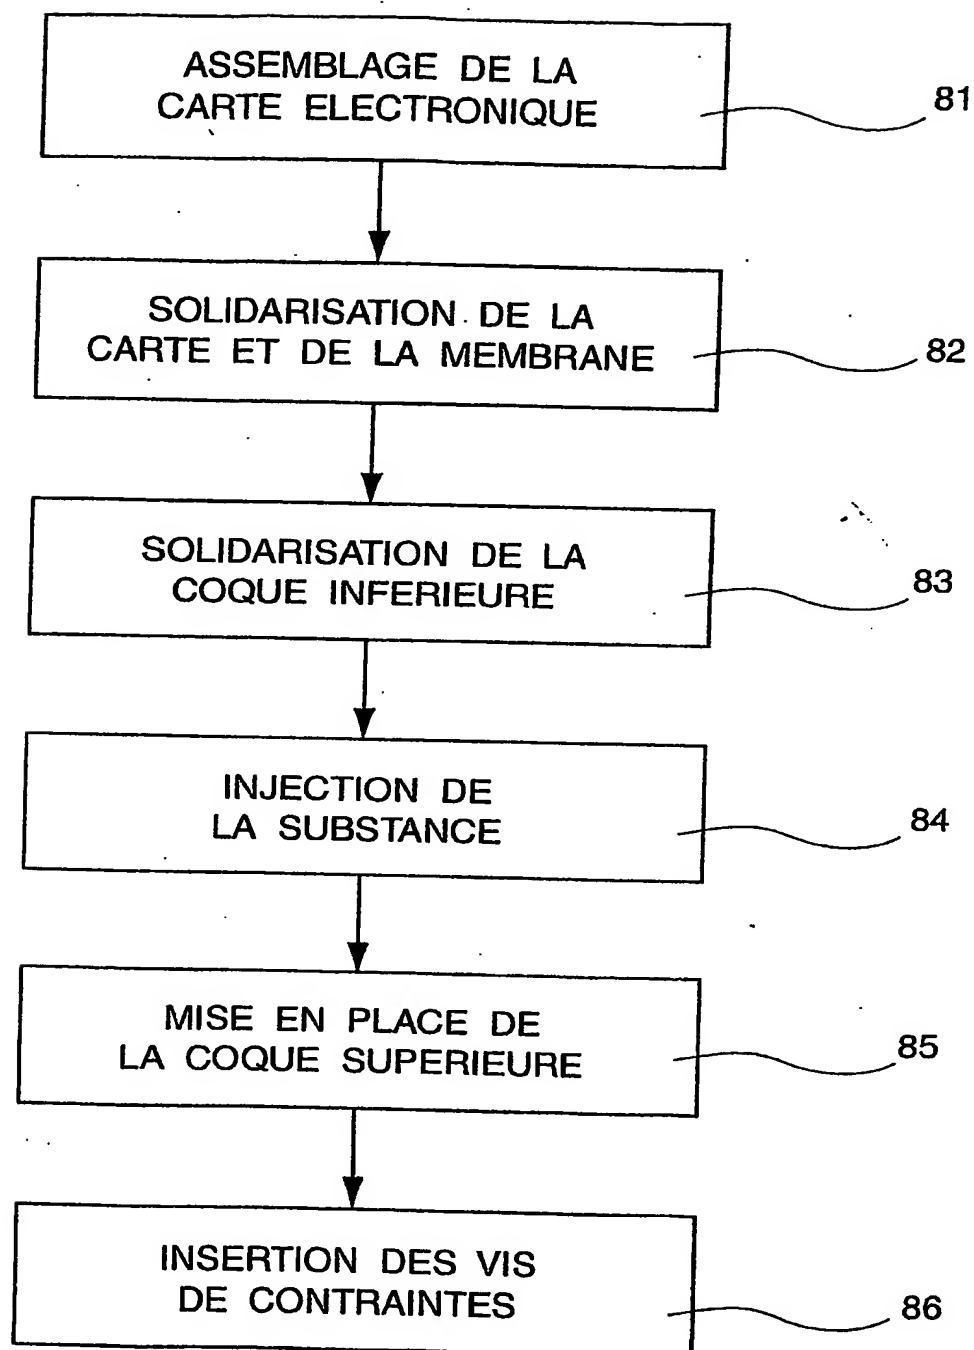 ASSEMBLAGE DE LA
CARTE ELECTRONIQUE
81
SOLIDARISATION DE LA
CARTE ET DE LA MEMBRANE
82
SOLIDARISATION DE LA
COQUE INFERIEURE
83
INJECTION DE
LA SUBSTANCE
84
MISE EN PLACE DE
LA COQUE SUPERIEURE
85
INSERTION DES VIS
DE CONTRAINTES
86